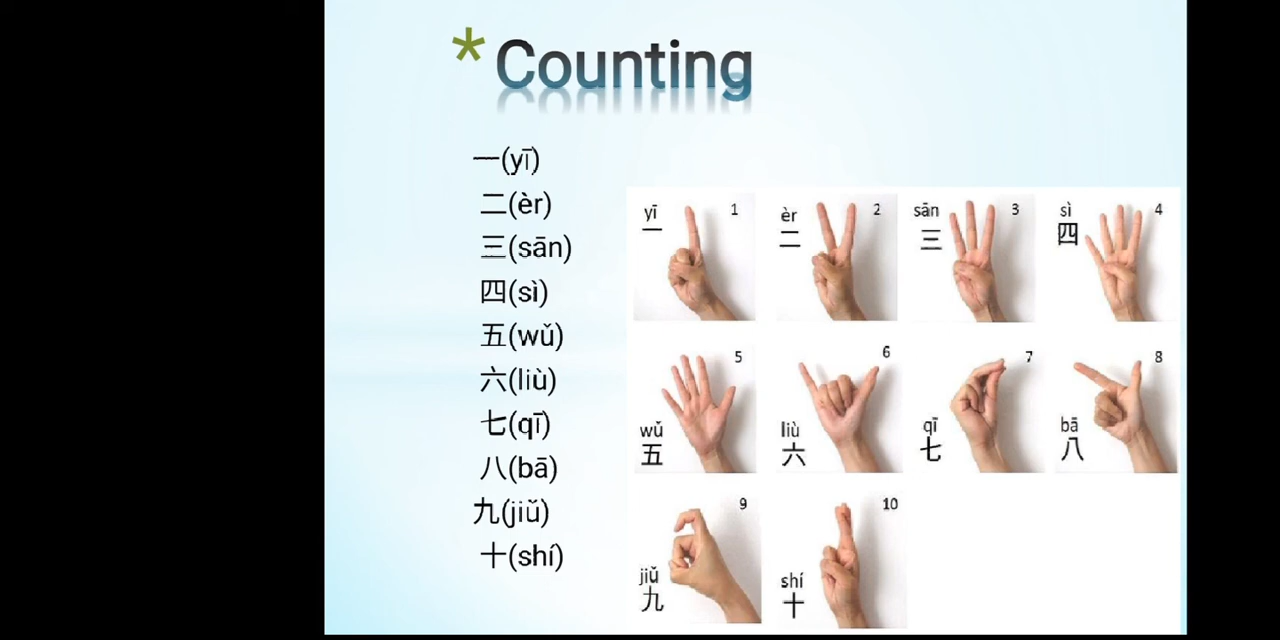 * Counting
一(yī)
二(èr)
三(sān)
四(sì)
五(wǔ)
六(liù)
七(qī)
八(bā)
九(jiǔ)
十(shí)
yī 1
一
èr 2
二
sān 3
三
sì 4
四
5
wǔ
五
6
liù
六
7
qī
七
8
bā
八
9
jiǔ
九
10
shí
十